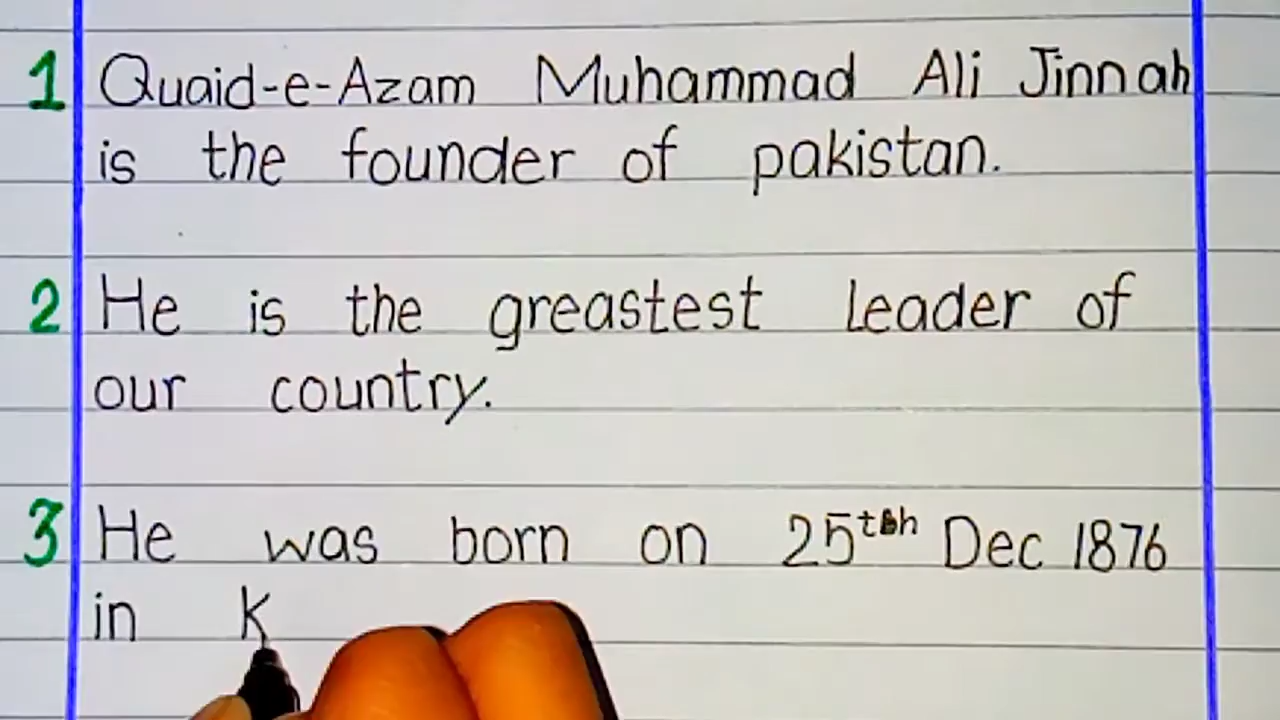 1 Quaid-e-Azam Muhammad Ali Jinnah
is the founder of pakistan.
2 He is the greastest leader of
our country.
3 He was born on 25th Dec 1876
in K